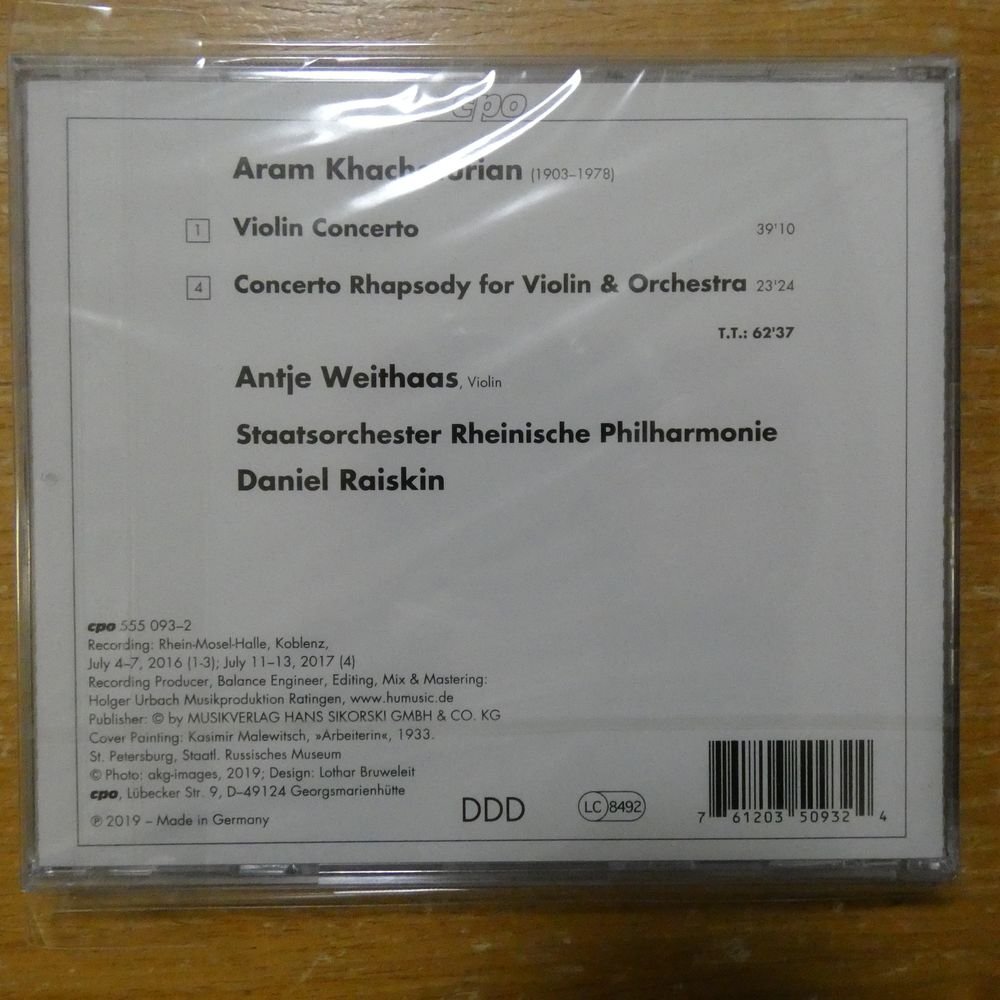 cpo
Aram Khachaturian (1903–1978)
1 Violin Concerto 39'10
4 Concerto Rhapsody for Violin & Orchestra 23'24
T.T.: 62'37
Antje Weithaas, Violin
Staatsorchester Rheinische Philharmonie
Daniel Raiskin
cpo 555 093–2
Recording: Rhein-Mosel-Halle, Koblenz,
July 4–7, 2016 (1-3); July 11–13, 2017 (4)
Recording Producer, Balance Engineer, Editing, Mix & Mastering:
Holger Urbach Musikproduktion Ratingen, www.humusic.de
Publisher: © by MUSIKVERLAG HANS SIKORSKI GMBH & CO. KG
Cover Painting: Kasimir Malewitsch, »Arbeiterin«, 1933.
St. Petersburg, Staatl. Russisches Museum
© Photo: akg-images, 2019; Design: Lothar Bruweleit
cpo, Lübecker Str. 9, D–49124 Georgsmarienhütte
℗ 2019 – Made in Germany
DDD
LC 8492
7 61203 50932 4